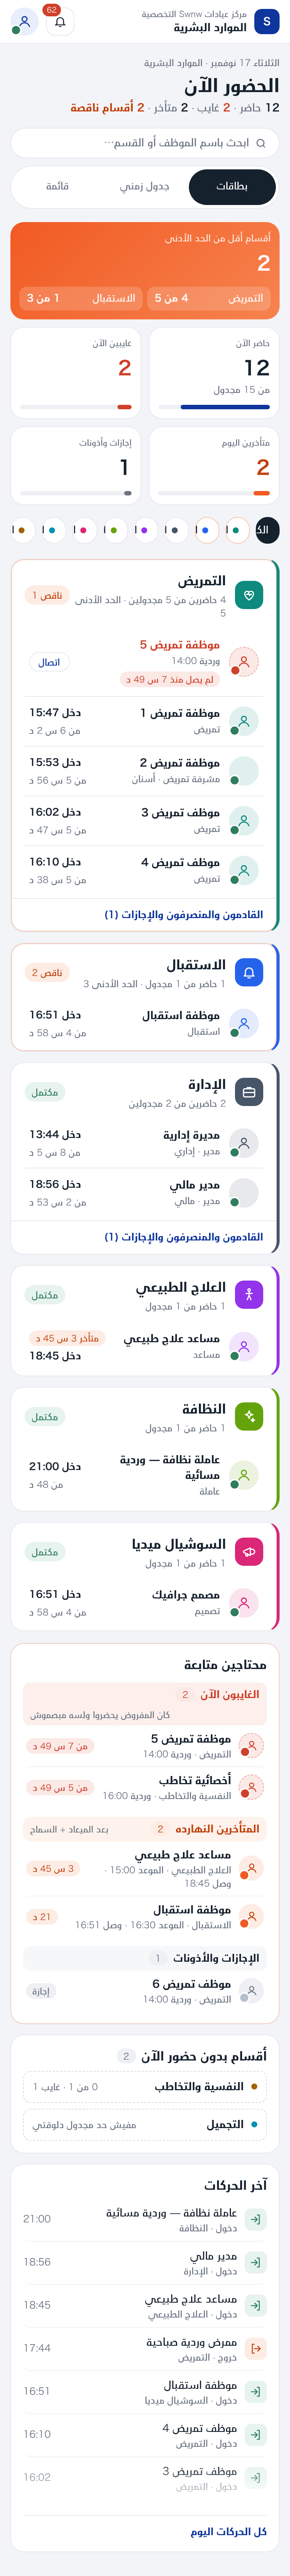 S
مركز عيادات Swnw التخصصية
الموارد البشرية
62
الثلاثاء 17 نوفمبر · الموارد البشرية
الحضور الآن
12 حاضر · 2 غايب · 2 متأخر · 2 أقسام ناقصة
ابحث باسم الموظف أو القسم...
بطاقات
جدول زمني
قائمة
أقسام أقل من الحد الأدنى
2
التمريض 4 من 5
الاستقبال 1 من 3
حاضر الآن
12
من 15 مجدول
غايبين الآن
2
متأخرين اليوم
2
إجازات وأذونات
1
التمريض
4 حاضرين من 5 مجدولين · الحد الأدنى 5
ناقص 1
موظفة تمريض 5
وردية 14:00
لم يصل منذ 7 س 49 د
اتصال
موظفة تمريض 1
تمريض
دخل 15:47
من 6 س 2 د
موظفة تمريض 2
مشرفة تمريض · أسنان
دخل 15:53
من 5 س 56 د
موظف تمريض 3
تمريض
دخل 16:02
من 5 س 47 د
موظف تمريض 4
تمريض
دخل 16:10
من 5 س 38 د
القادمون والمنصرفون والإجازات (1)
الاستقبال
1 حاضر من 1 مجدول · الحد الأدنى 3
ناقص 2
موظفة استقبال
استقبال
دخل 16:51
من 4 س 58 د
الإدارة
2 حاضرين من 2 مجدولين
مكتمل
مديرة إدارية
مدير · إداري
دخل 13:44
من 8 س 5 د
مدير مالي
مدير · مالي
دخل 18:56
من 2 س 53 د
القادمون والمنصرفون والإجازات (1)
العلاج الطبيعي
1 حاضر من 1 مجدول
مكتمل
مساعد علاج طبيعي
مساعد
متأخر 3 س 45 د
دخل 18:45
النظافة
1 حاضر من 1 مجدول
مكتمل
عاملة نظافة — وردية مسائية
عاملة
دخل 21:00
من 48 د
السوشيال ميديا
1 حاضر من 1 مجدول
مكتمل
مصمم جرافيك
تصميم
دخل 16:51
من 4 س 58 د
محتاجين متابعة
الغايبون الآن 2
كان المفروض يحضروا ولسه مبصموش
موظفة تمريض 5
التمريض · وردية 14:00
من 7 س 49 د
أخصائية تخاطب
النفسية والتخاطب · وردية 16:00
من 5 س 49 د
المتأخرين النهارده 2
بعد الميعاد + السماح
مساعد علاج طبيعي
العلاج الطبيعي · الموعد 15:00 · وصل 18:45
3 س 45 د
موظفة استقبال
الاستقبال · الموعد 16:30 · وصل 16:51
21 د
الإجازات والأذونات 1
موظف تمريض 6
التمريض · وردية 14:00
إجازة
أقسام بدون حضور الآن 2
النفسية والتخاطب
0 من 1 · غايب 1
التجميل
مفيش حد مجدول دلوقتي
آخر الحركات
عاملة نظافة — وردية مسائية
دخول · النظافة
21:00
مدير مالي
دخول · الإدارة
18:56
مساعد علاج طبيعي
دخول · العلاج الطبيعي
18:45
ممرض وردية صباحية
خروج · التمريض
17:44
موظفة استقبال
دخول · السوشيال ميديا
16:51
موظف تمريض 4
دخول · التمريض
16:10
موظف تمريض 3
دخول · التمريض
16:02
كل الحركات اليوم